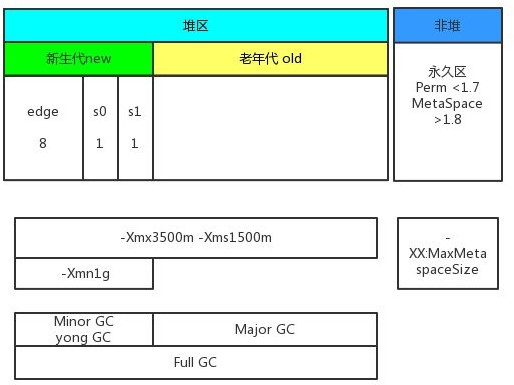 堆区
非堆
新生代new
老年代 old
永久区
Perm <1.7
MetaSpace
>1.8
edge
s0
s1
8
1
1
-Xmx3500m -Xms1500m
-
XX:MaxMeta
spaceSize
-Xmn1g
Minor GC
yong GC
Major GC
Full GC